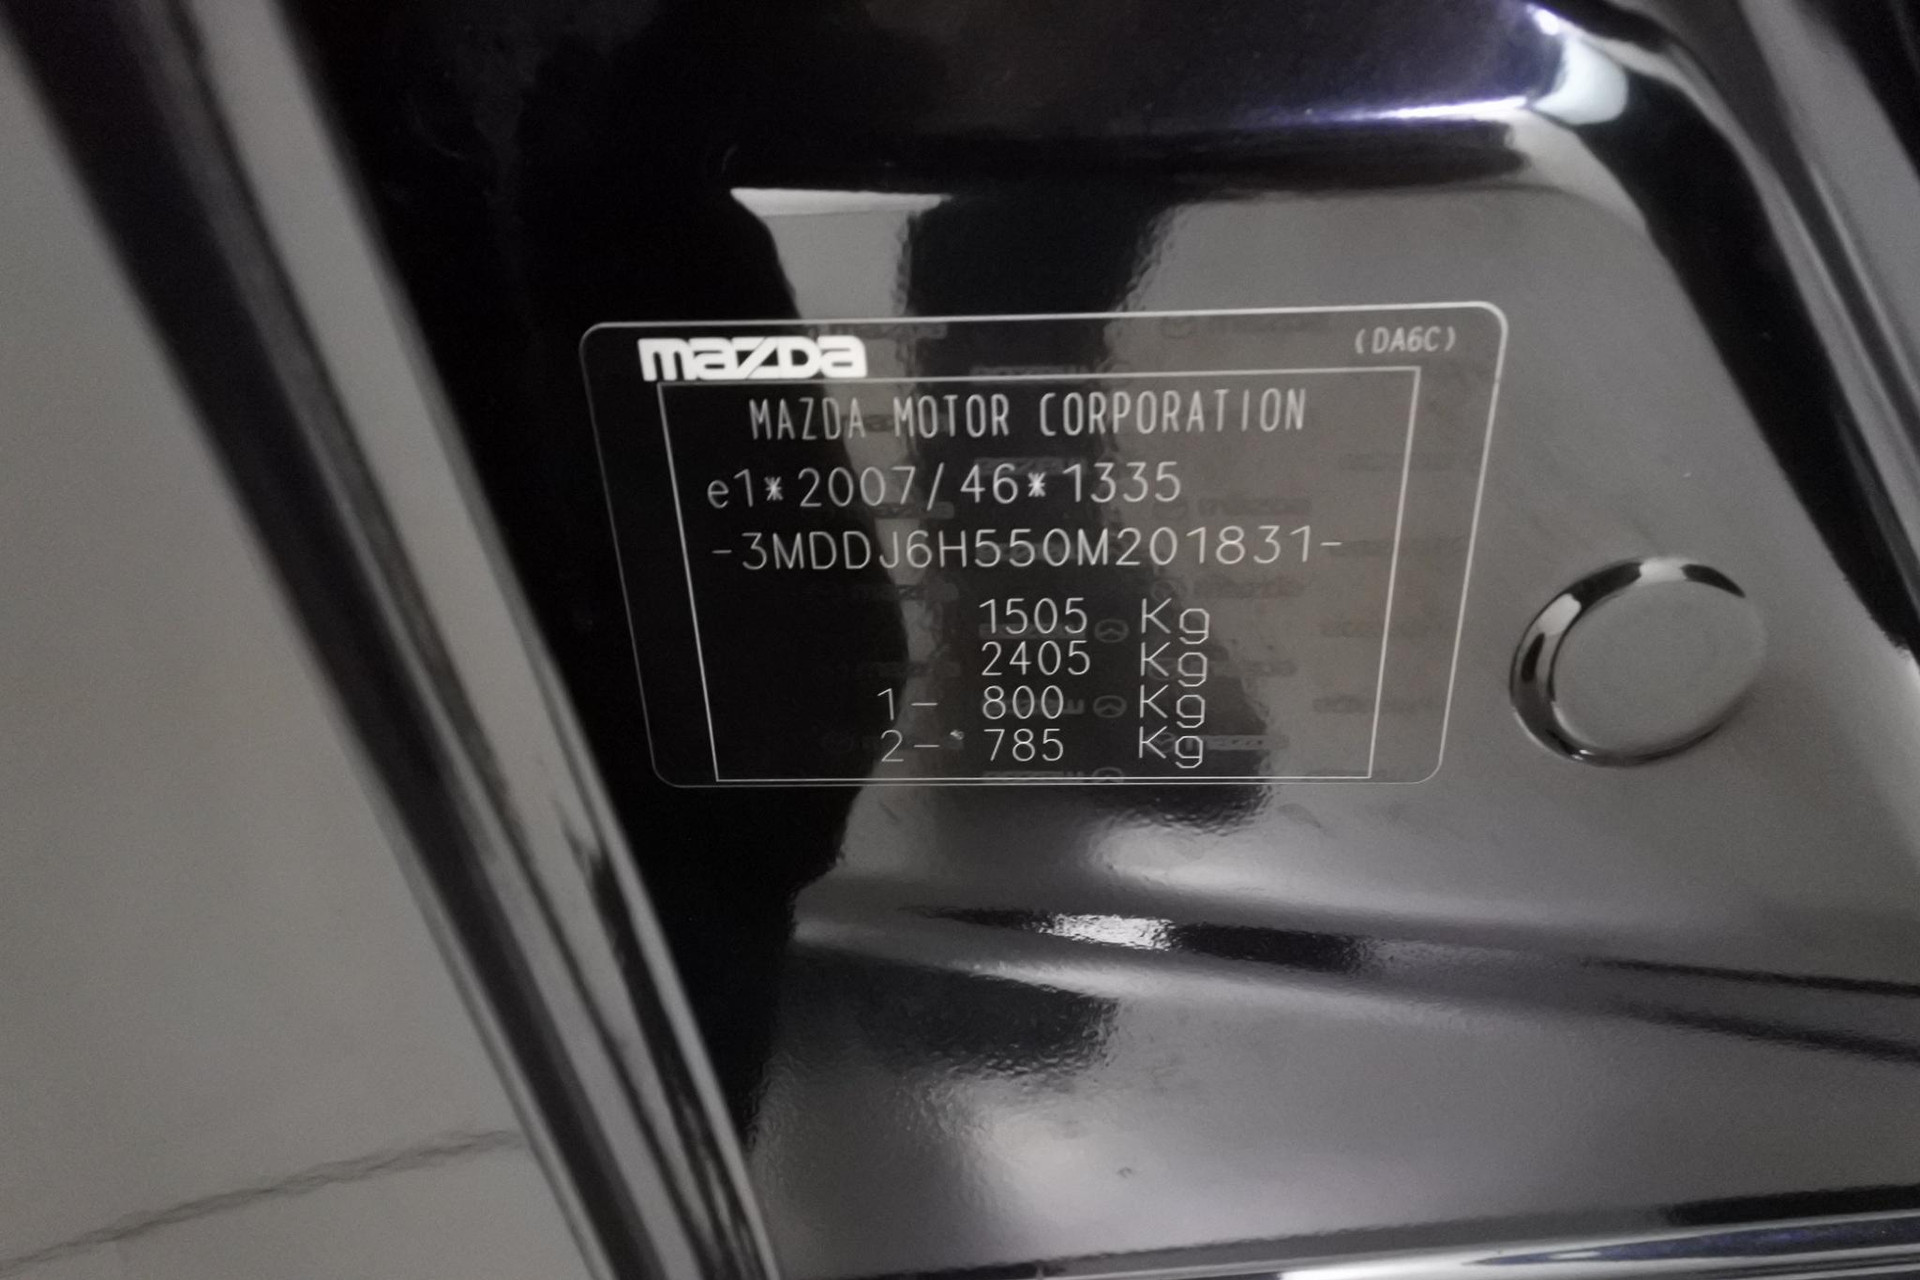 mazda
(DA6C)
MAZDA MOTOR CORPORATION
e1*2007/46*1335
-3MDDJ6H550M201831-
1505 Kg
2405 Kg
1- 800 Kg
2- 785 Kg